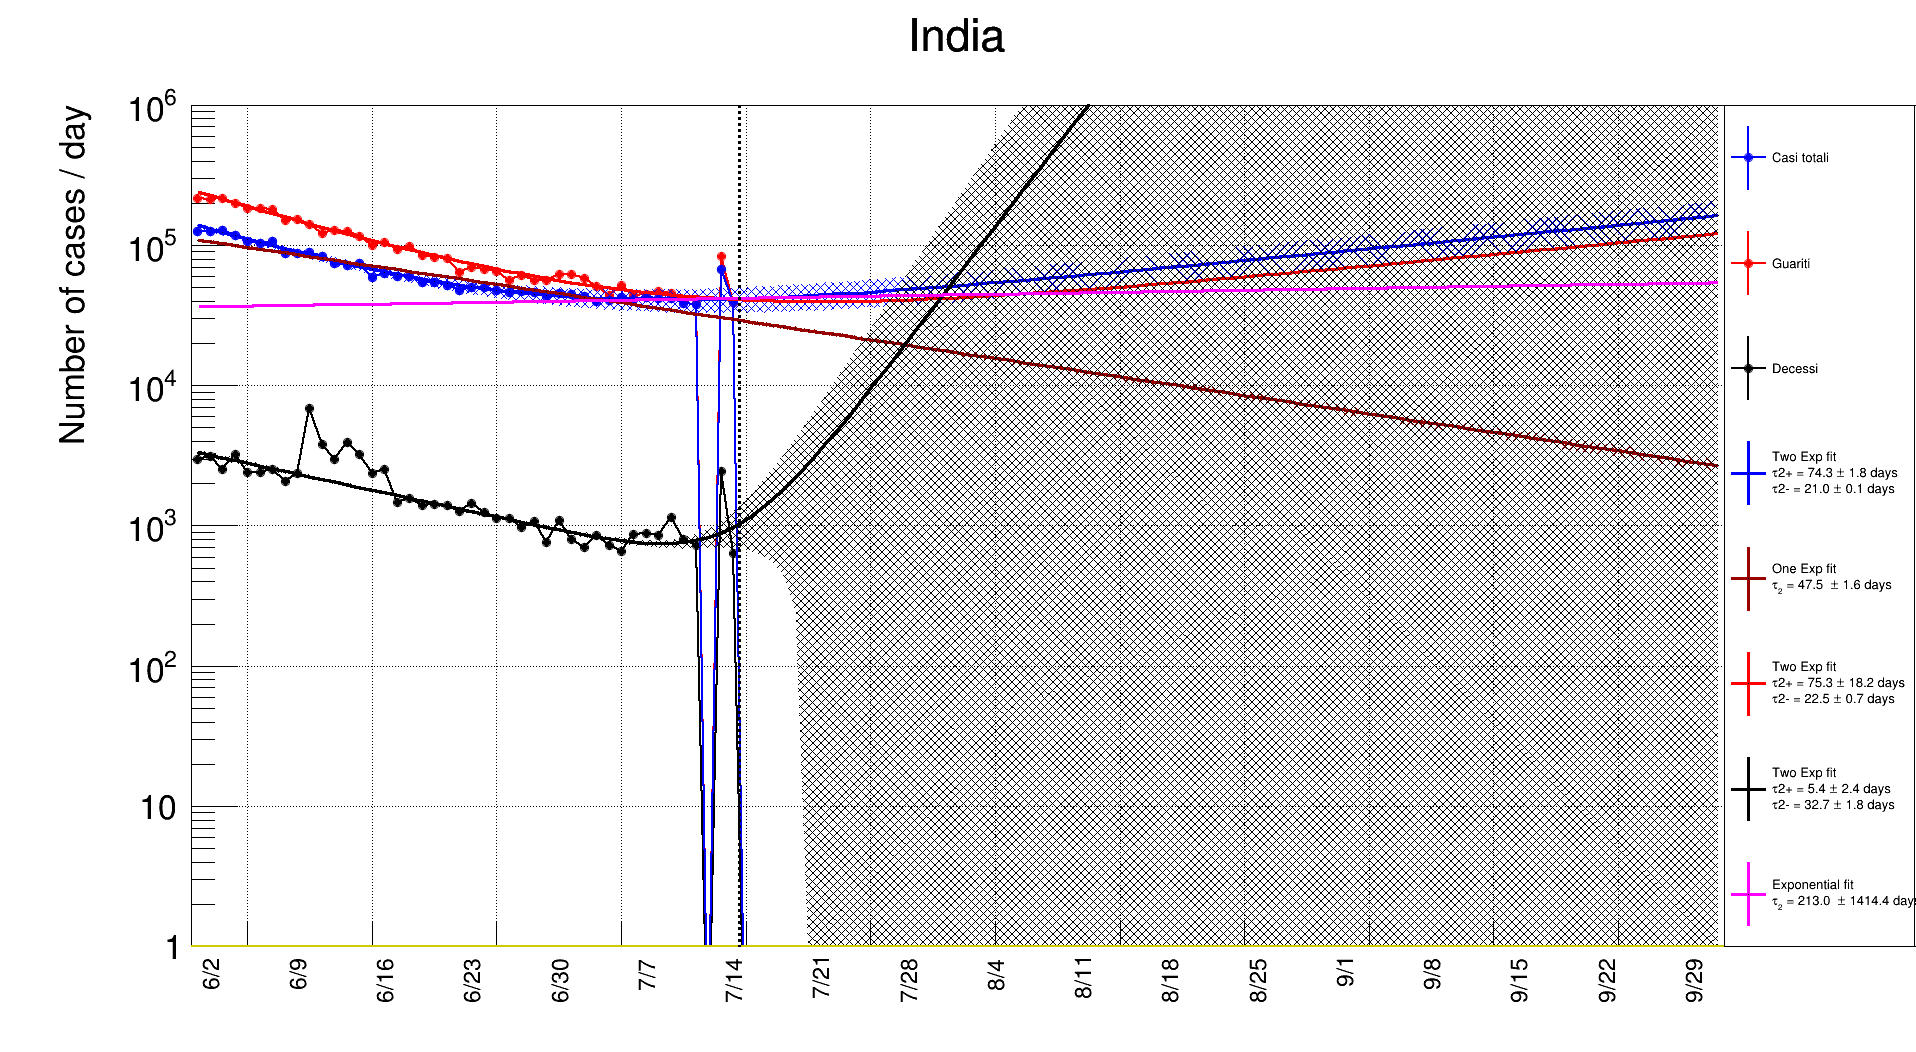 India
Number of cases / day
10^6
10^5
10^4
10^3
10^2
10
1
6/2 6/9 6/16 6/23 6/30 7/7 7/14 7/21 7/28 8/4 8/11 8/18 8/25 9/1 9/8 9/15 9/22 9/29
Casi totali
Guariti
Decessi
Two Exp fit
τ2+ = 74.3 ± 1.8 days
τ2- = 21.0 ± 0.1 days
One Exp fit
τ₂ = 47.5 ± 1.6 days
Two Exp fit
τ2+ = 75.3 ± 18.2 days
τ2- = 22.5 ± 0.7 days
Two Exp fit
τ2+ = 5.4 ± 2.4 days
τ2- = 32.7 ± 1.8 days
Exponential fit
τ₂ = 213.0 ± 1414.4 days